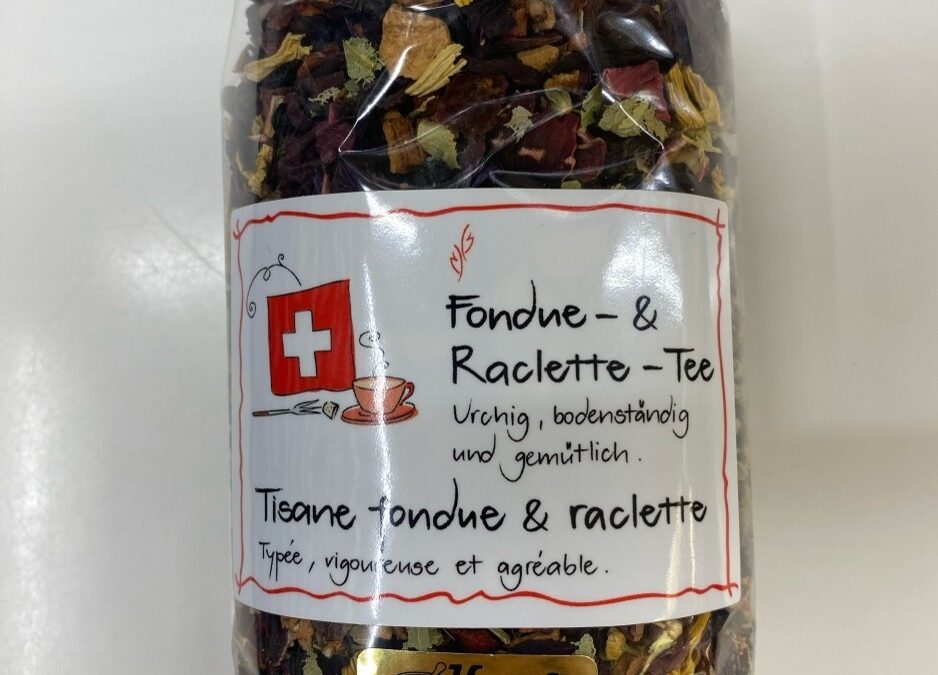 Fondue - &
Raclette - Tee
Urchig, bodenständig
und gemütlich.
Tisane fondue & raclette
Typée, vigoureuse et agréable.